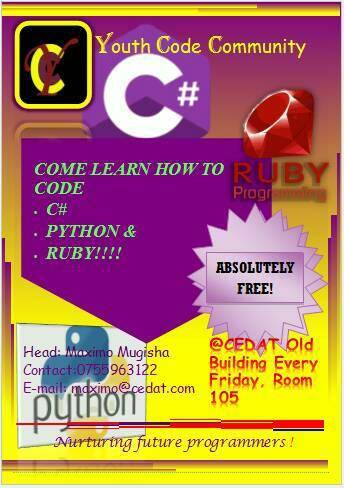 Youth Code Community
C#
RUBY
Programming
COME LEARN HOW TO
CODE
• C#
• PYTHON &
• RUBY!!!!
ABSOLUTELY
FREE!
Head: Maximo Mugisha
Contact:0755963122
E-mail: maximo@cedat.com
python
@CEDAT Old
Building Every
Friday, Room
105
Nurturing future programmers !